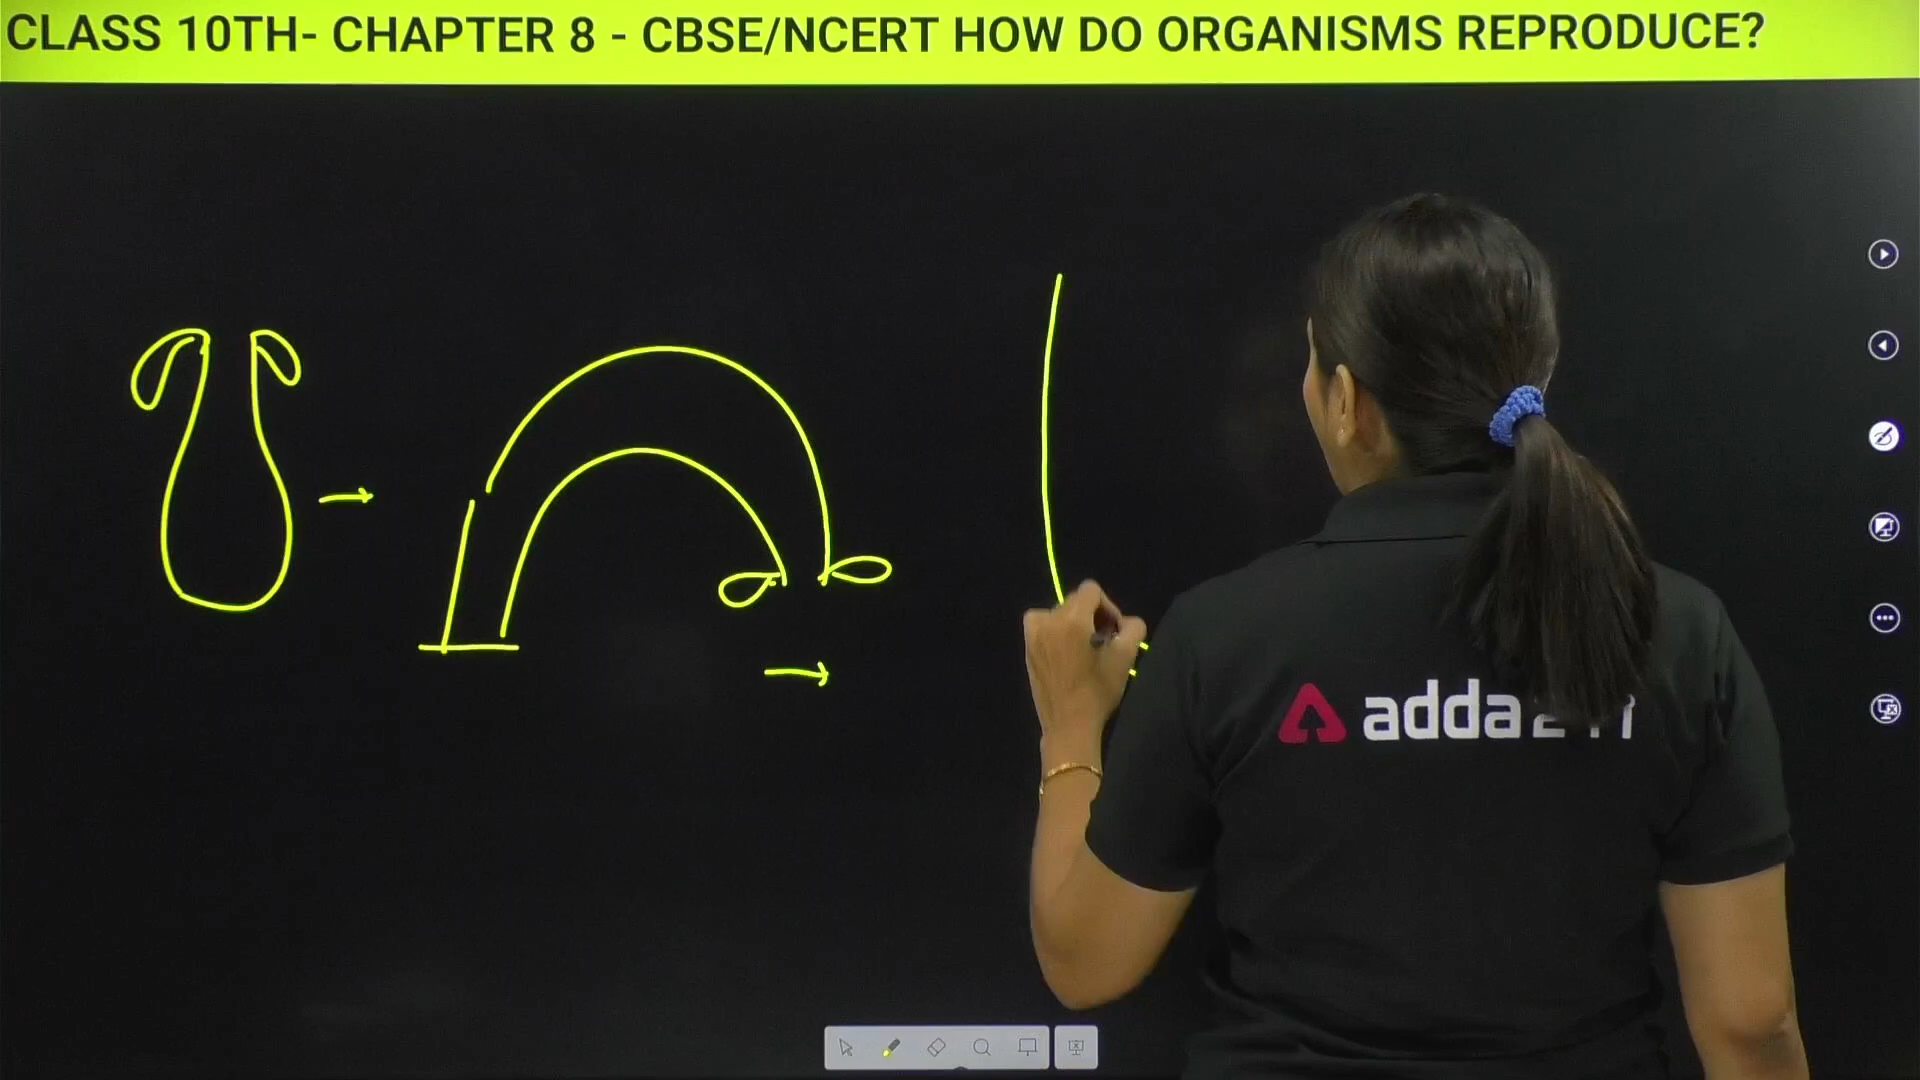 CLASS 10TH- CHAPTER 8 - CBSE/NCERT HOW DO ORGANISMS REPRODUCE?
adda